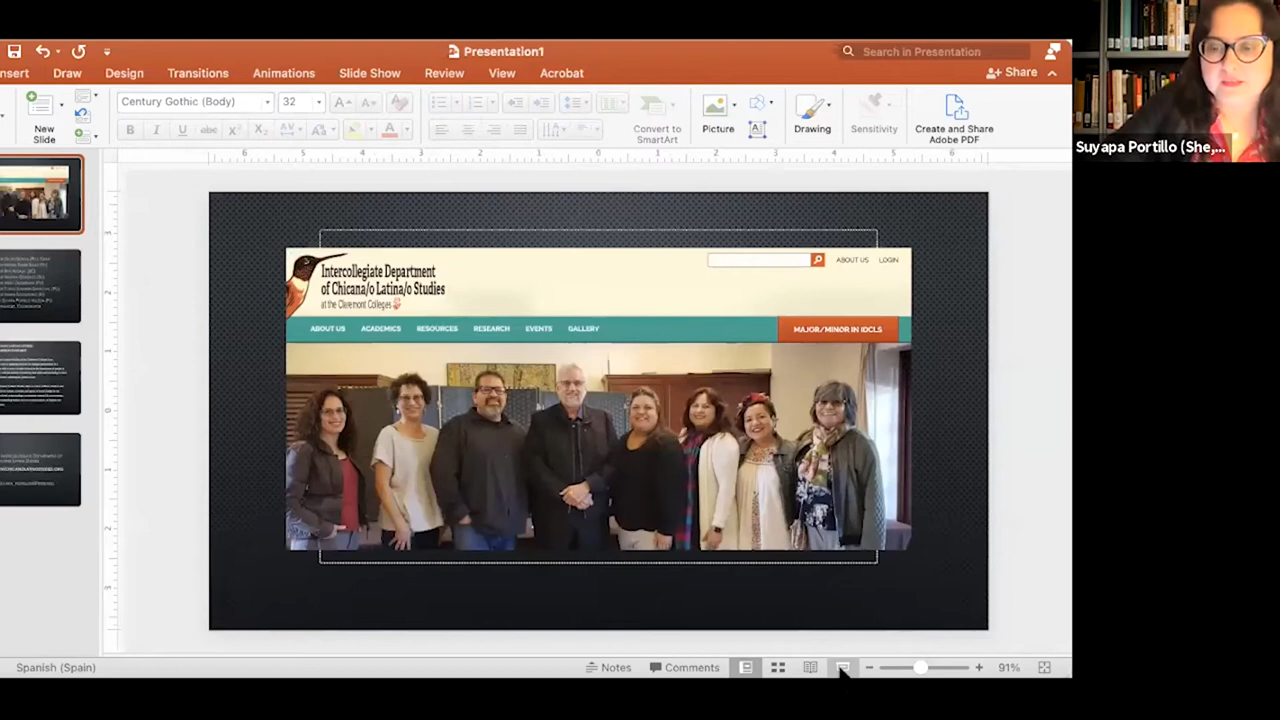 Presentation1
Search in Presentation
nsert
Draw
Design
Transitions
Animations
Slide Show
Review
View
Acrobat
Share
New
Slide
Century Gothic (Body)
32
Convert to
SmartArt
Picture
Drawing
Sensitivity
Create and Share
Adobe PDF
Suyapa Portillo (She,...
Intercollegiate Department
of Chicana/o Latina/o Studies
at the Claremont Colleges
ABOUT US
LOGIN
ABOUT US
ACADEMICS
RESOURCES
RESEARCH
EVENTS
GALLERY
MAJOR/MINOR IN IDCLS
Spanish (Spain)
Notes
Comments
91%